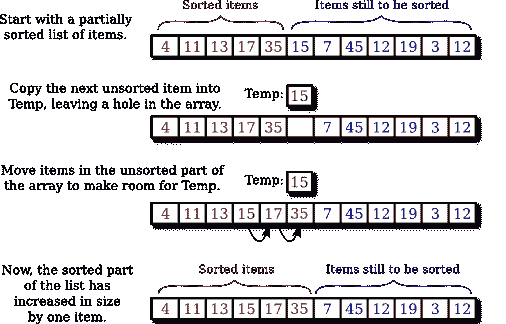 Sorted items
Items still to be sorted
Start with a partially
sorted list of items.
4 11 13 17 35 15 7 45 12 19 3 12
Copy the next unsorted item into
Temp, leaving a hole in the array.
Temp: 15
4 11 13 17 35 7 45 12 19 3 12
Move items in the unsorted part of
the array to make room for Temp.
Temp: 15
4 11 13 15 17 35 7 45 12 19 3 12
Now, the sorted part
of the list has
increased in size
by one item.
Sorted items
Items still to be sorted
4 11 13 15 17 35 7 45 12 19 3 12